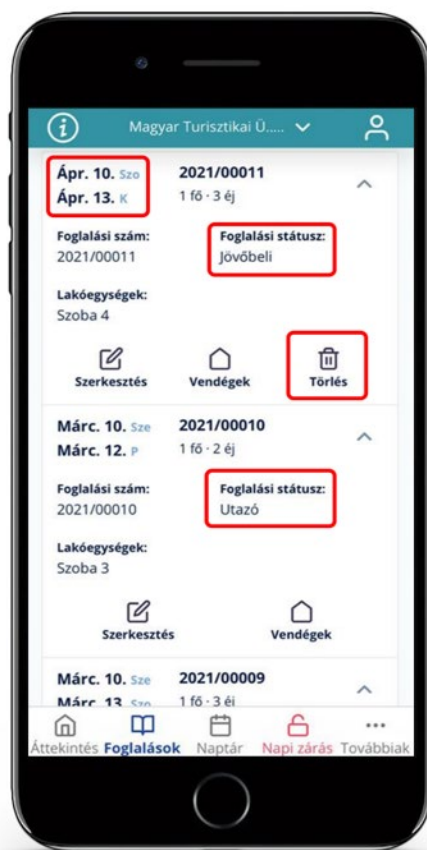 Magyar Turisztikai Ü.....
Ápr. 10. Szo 2021/00011
Ápr. 13. K 1 fő · 3 éj
Foglalási szám: Foglalási státusz:
2021/00011 Jövőbeli
Lakóegységek:
Szoba 4
Szerkesztés Vendégek Törlés
Márc. 10. Sze 2021/00010
Márc. 12. P 1 fő · 2 éj
Foglalási szám: Foglalási státusz:
2021/00010 Utazó
Lakóegységek:
Szoba 3
Szerkesztés Vendégek
Márc. 10. Sze 2021/00009
Márc. 13. Szo 1 fő · 3 éj
Áttekintés Foglalások Naptár Napi zárás Továbbiak